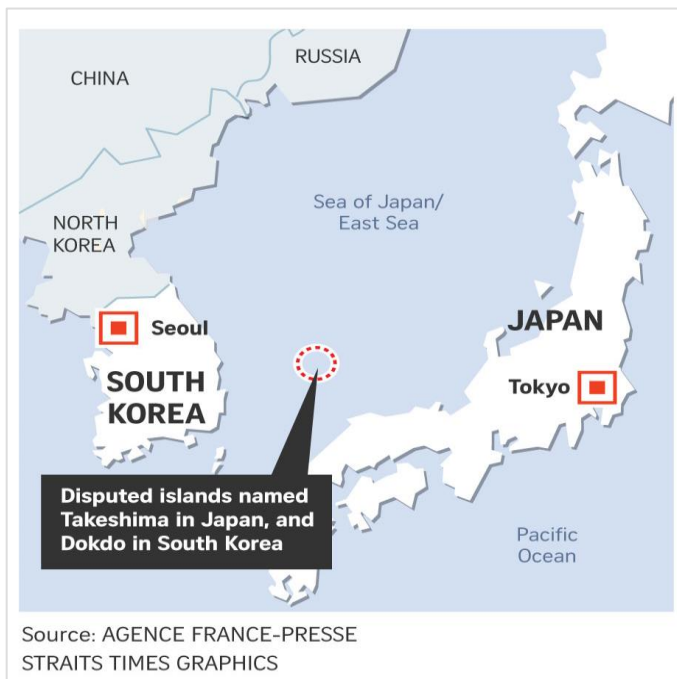 RUSSIA
CHINA
Sea of Japan/
East Sea
NORTH
KOREA
Seoul
JAPAN
SOUTH
KOREA
Tokyo
Disputed islands named
Takeshima in Japan, and
Dokdo in South Korea
Pacific
Ocean
Source: AGENCE FRANCE-PRESSE
STRAITS TIMES GRAPHICS